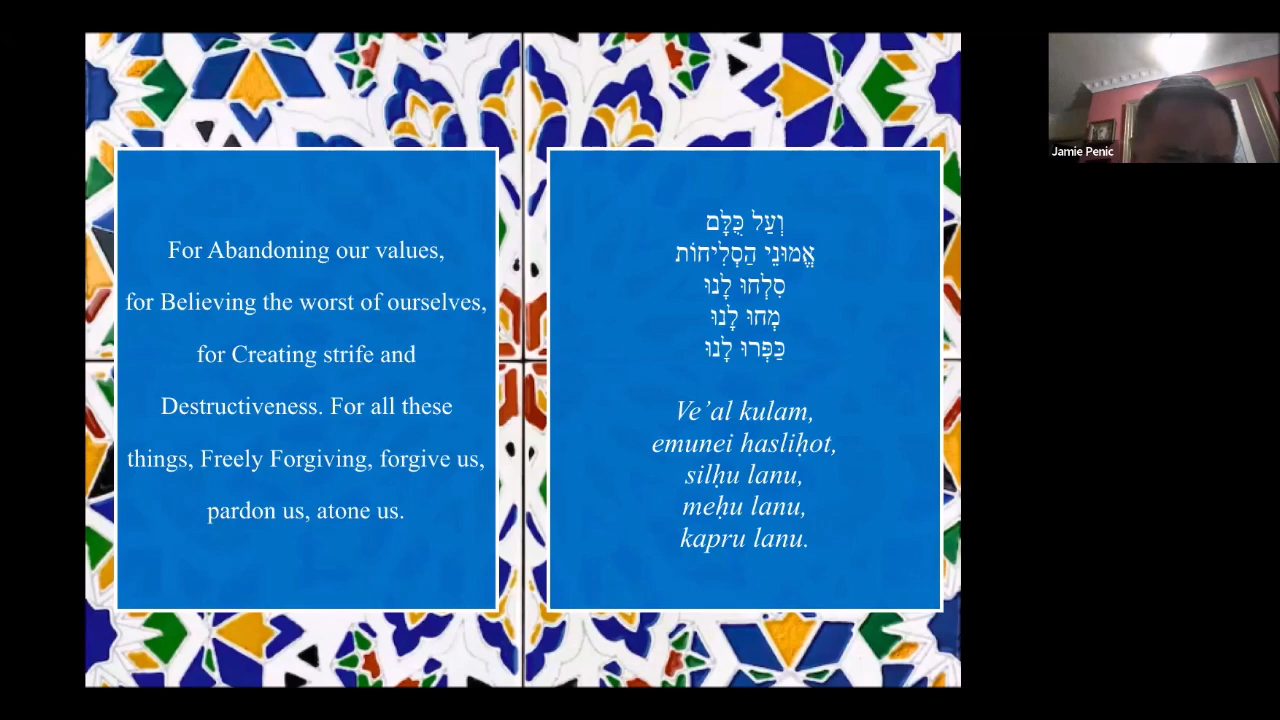 For Abandoning our values,
for Believing the worst of ourselves,
for Creating strife and
Destructiveness. For all these
things, Freely Forgiving, forgive us,
pardon us, atone us.
וְעַל כֻּלָּם
אֱמוּנֵי הַסְלִיחוֹת
סִלְחוּ לָנוּ
מְחוּ לָנוּ
כַּפְּרוּ לָנוּ
Ve’al kulam,
emunei hasliḥot,
silḥu lanu,
meḥu lanu,
kapru lanu.
Jamie Penic